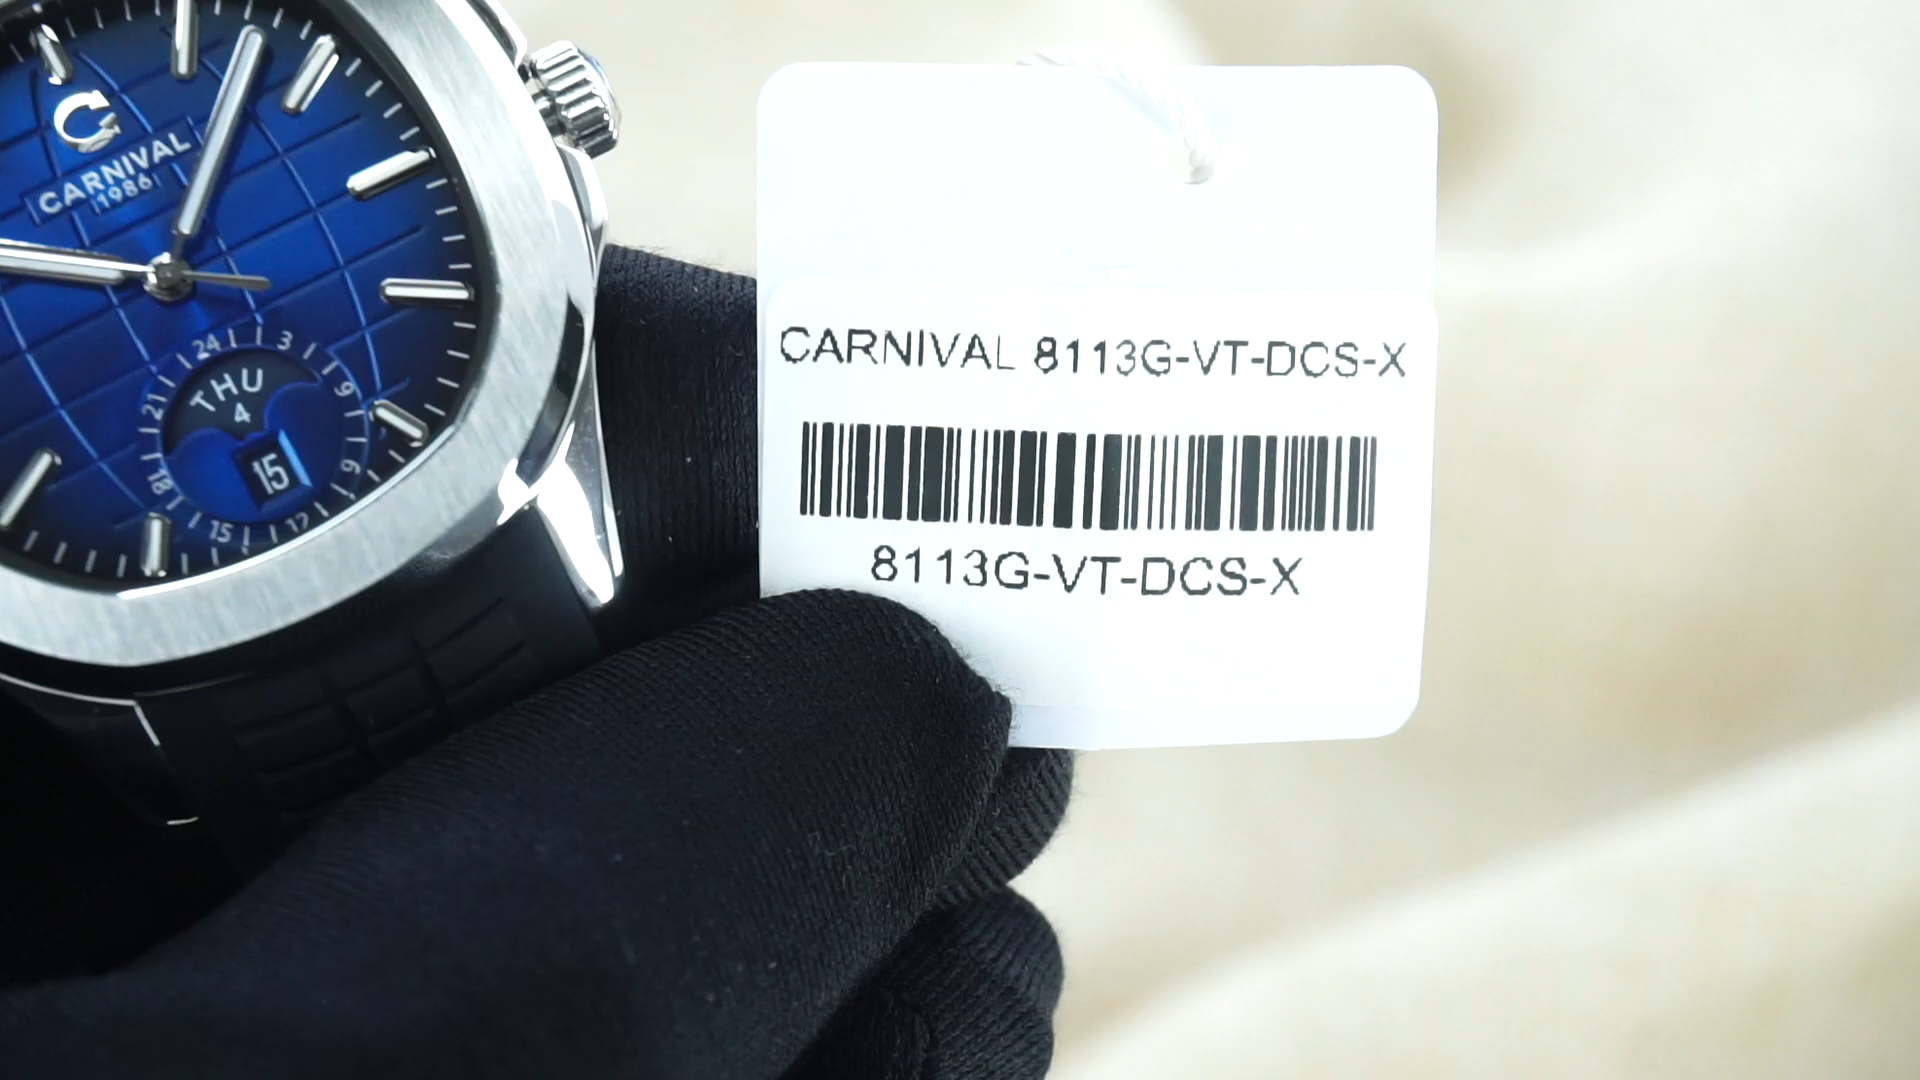 CARNIVAL
1986
24 3 9 6 12 15 18 21
THU
4
15
CARNIVAL 8113G-VT-DCS-X
8113G-VT-DCS-X